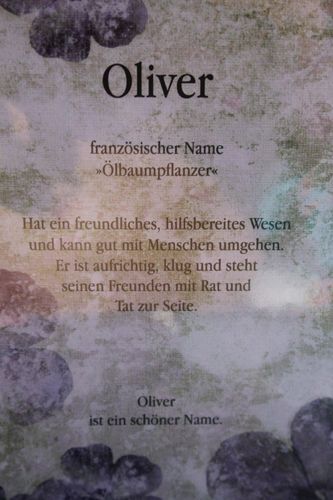 Oliver
französischer Name
»Ölbaumpflanzer«
Hat ein freundliches, hilfsbereites Wesen
und kann gut mit Menschen umgehen.
Er ist aufrichtig, klug und steht
seinen Freunden mit Rat und
Tat zur Seite.
Oliver
ist ein schöner Name.